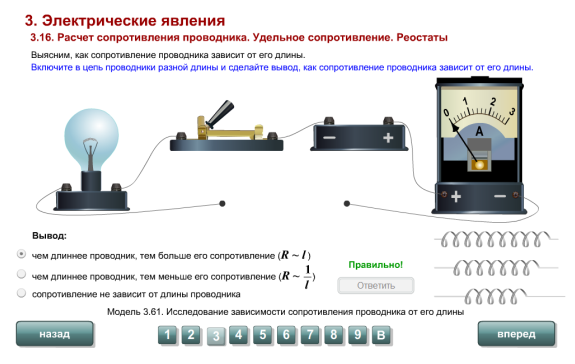 3. Электрические явления
3.16. Расчет сопротивления проводника. Удельное сопротивление. Реостаты
Выясним, как сопротивление проводника зависит от его длины.
Включите в цепь проводники разной длины и сделайте вывод, как сопротивление проводника зависит от его длины.
0 1 2 3
A
− +
+ −
Вывод:
чем длиннее проводник, тем больше его сопротивление (R ~ l)
чем длиннее проводник, тем меньше его сопротивление (R ~ 1/l)
сопротивление не зависит от длины проводника
Правильно!
Ответить
Модель 3.61. Исследование зависимости сопротивления проводника от его длины
назад 1 2 3 4 5 6 7 8 9 В вперед